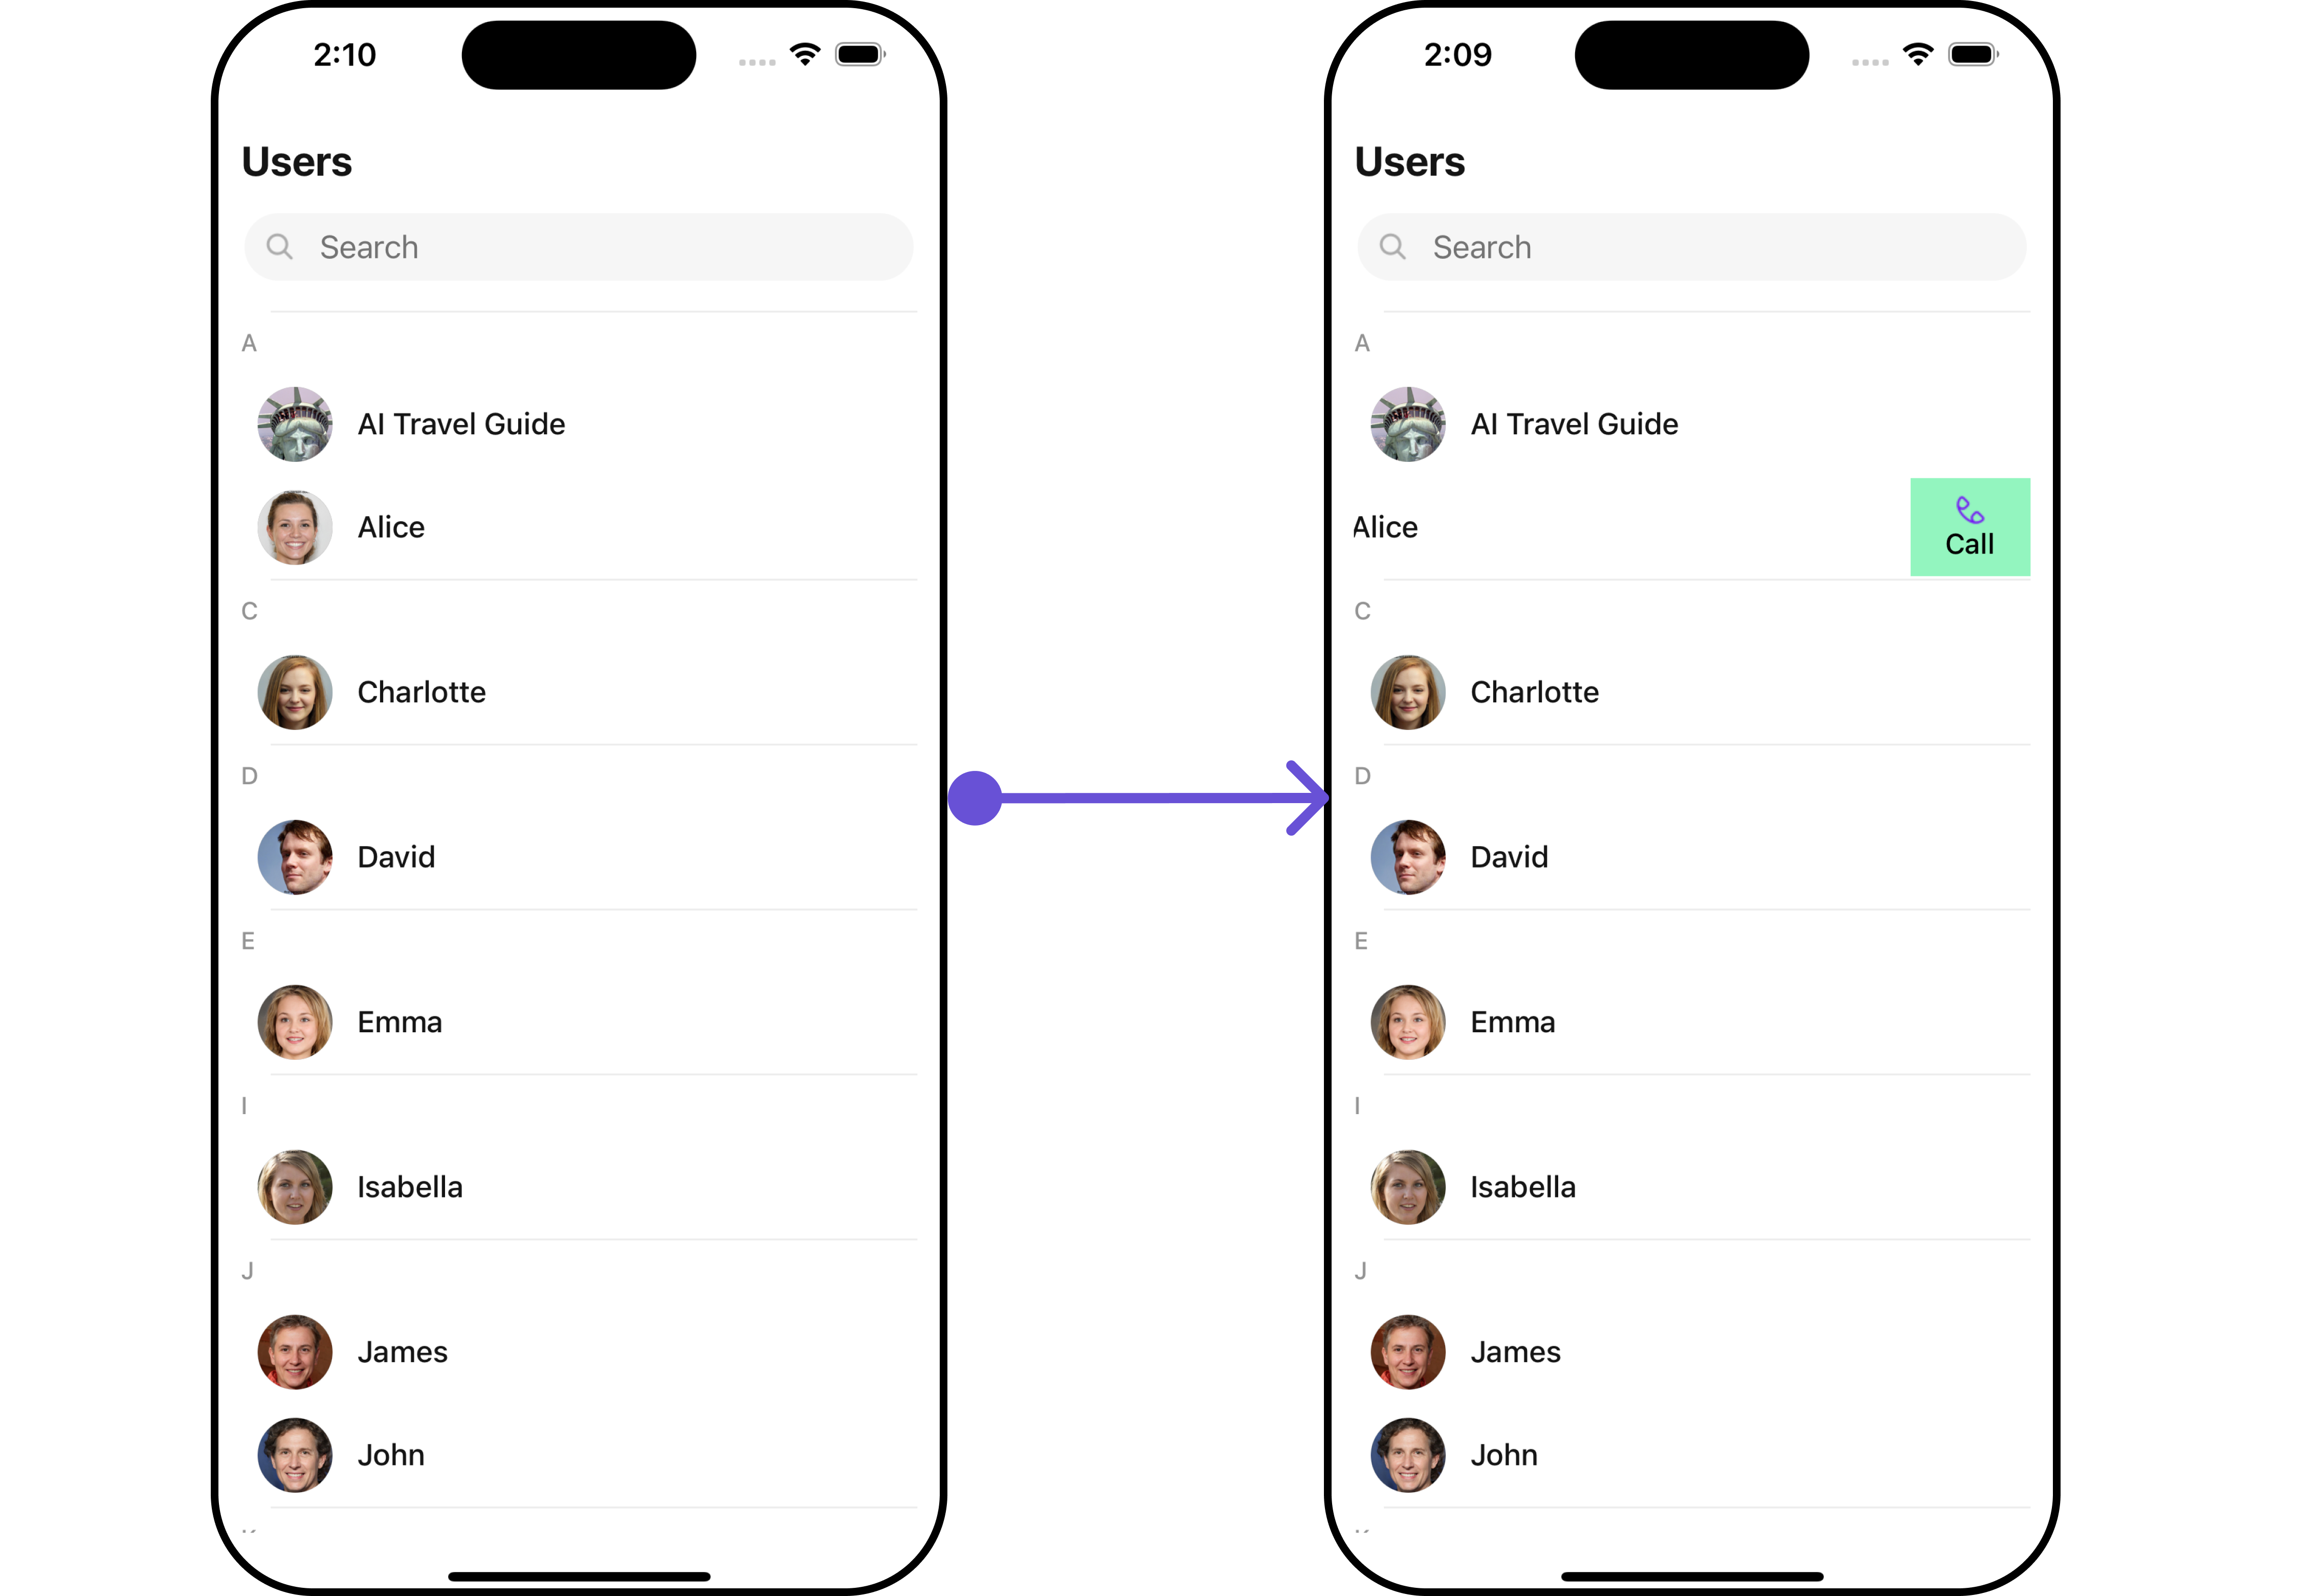 2:10
Users
Search
A
AI Travel Guide
Alice
C
Charlotte
D
David
E
Emma
I
Isabella
J
James
John
2:09
Users
Search
A
AI Travel Guide
Alice
Call
C
Charlotte
D
David
E
Emma
I
Isabella
J
James
John